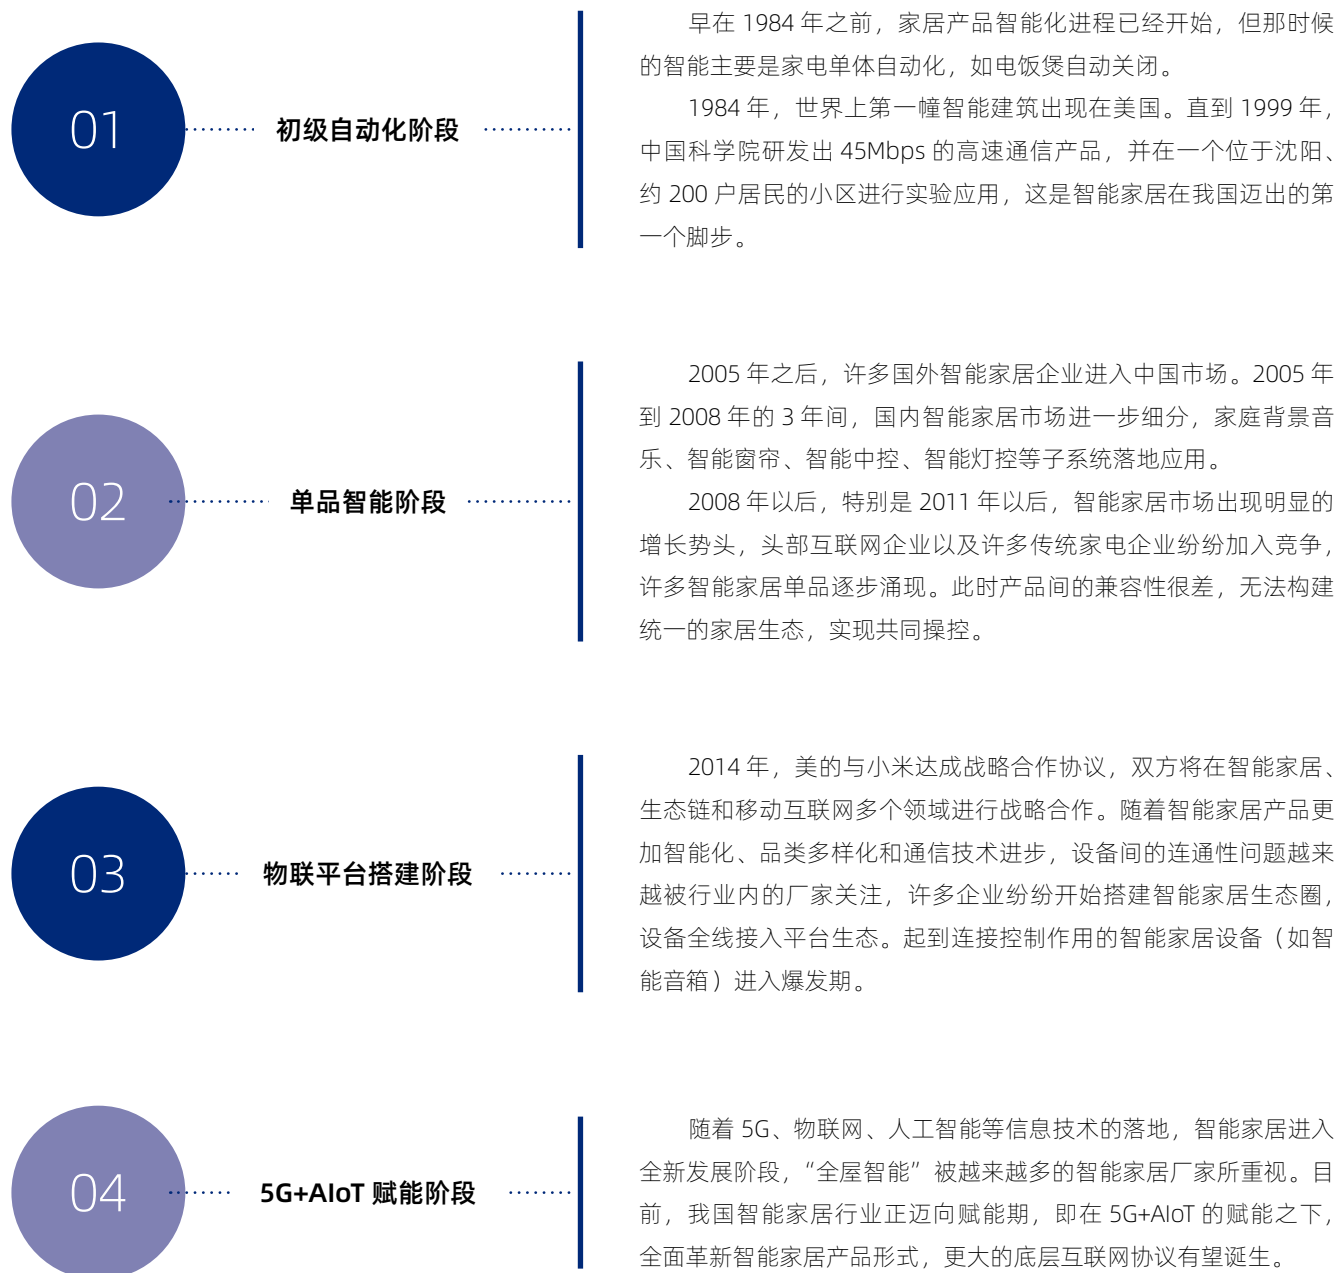 01
初级自动化阶段
早在 1984 年之前，家居产品智能化进程已经开始，但那时候
的智能主要是家电单体自动化，如电饭煲自动关闭。
1984 年，世界上第一幢智能建筑出现在美国。直到 1999 年，
中国科学院研发出 45Mbps 的高速通信产品，并在一个位于沈阳、
约 200 户居民的小区进行实验应用，这是智能家居在我国迈出的第
一个脚步。
02
单品智能阶段
2005 年之后，许多国外智能家居企业进入中国市场。2005 年
到 2008 年的 3 年间，国内智能家居市场进一步细分，家庭背景音
乐、智能窗帘、智能中控、智能灯控等子系统落地应用。
2008 年以后，特别是 2011 年以后，智能家居市场出现明显的
增长势头，头部互联网企业以及许多传统家电企业纷纷加入竞争，
许多智能家居单品逐步涌现。此时产品间的兼容性很差，无法构建
统一的家居生态，实现共同操控。
03
物联平台搭建阶段
2014 年，美的与小米达成战略合作协议，双方将在智能家居、
生态链和移动互联网多个领域进行战略合作。随着智能家居产品更
加智能化、品类多样化和通信技术进步，设备间的连通性问题越来
越被行业内的厂家关注，许多企业纷纷开始搭建智能家居生态圈，
设备全线接入平台生态。起到连接控制作用的智能家居设备（如智
能音箱）进入爆发期。
04
5G+AIoT 赋能阶段
随着 5G、物联网、人工智能等信息技术的落地，智能家居进入
全新发展阶段，“全屋智能”被越来越多的智能家居厂家所重视。目
前，我国智能家居行业正迈向赋能期，即在 5G+AIoT 的赋能之下，
全面革新智能家居产品形式，更大的底层互联网协议有望诞生。